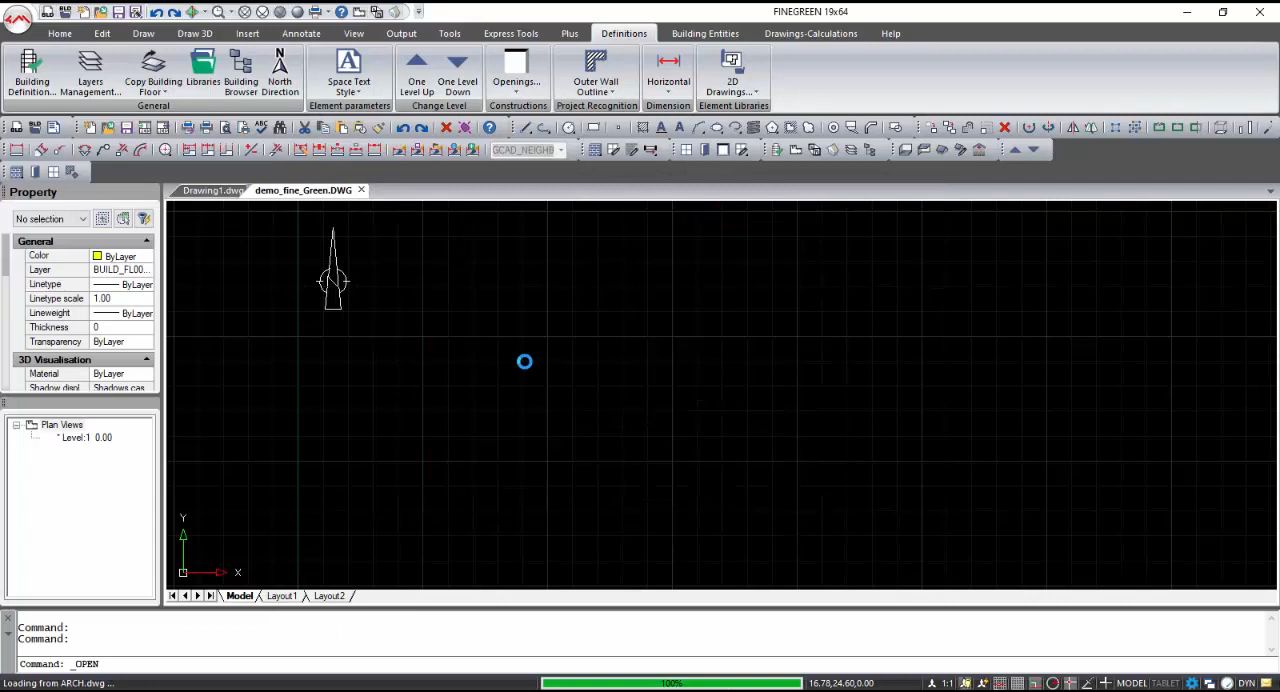 FINEGREEN 19x64
Home Edit Draw Draw 3D Insert Annotate View Output Tools Express Tools Plus Definitions Building Entities Drawings-Calculations Help
Building Definition...
Layers Management...
Copy Building Floor
Libraries
Building Browser
North Direction
Space Text Style
One Level Up
One Level Down
Openings...
Outer Wall Outline
Horizontal
2D Drawings...
General Element parameters Change Level Constructions Project Recognition Dimension Element Libraries
GCAD_NEIGHB
Property
Drawing1.dwg demo_fine_Green.DWG
No selection
General
Color ByLayer
Layer BUILD_FL00...
Linetype ByLayer
Linetype scale 1.00
Lineweight ByLayer
Thickness 0
Transparency ByLayer
3D Visualisation
Material ByLayer
Shadow displ Shadows cas
Plan Views
* Level:1 0.00
Y
X
Model Layout1 Layout2
Command:
Command:
Command: _OPEN
Loading from ARCH.dwg ... 100% 16.78,24.60,0.00 1:1 MODEL TABLET DYN